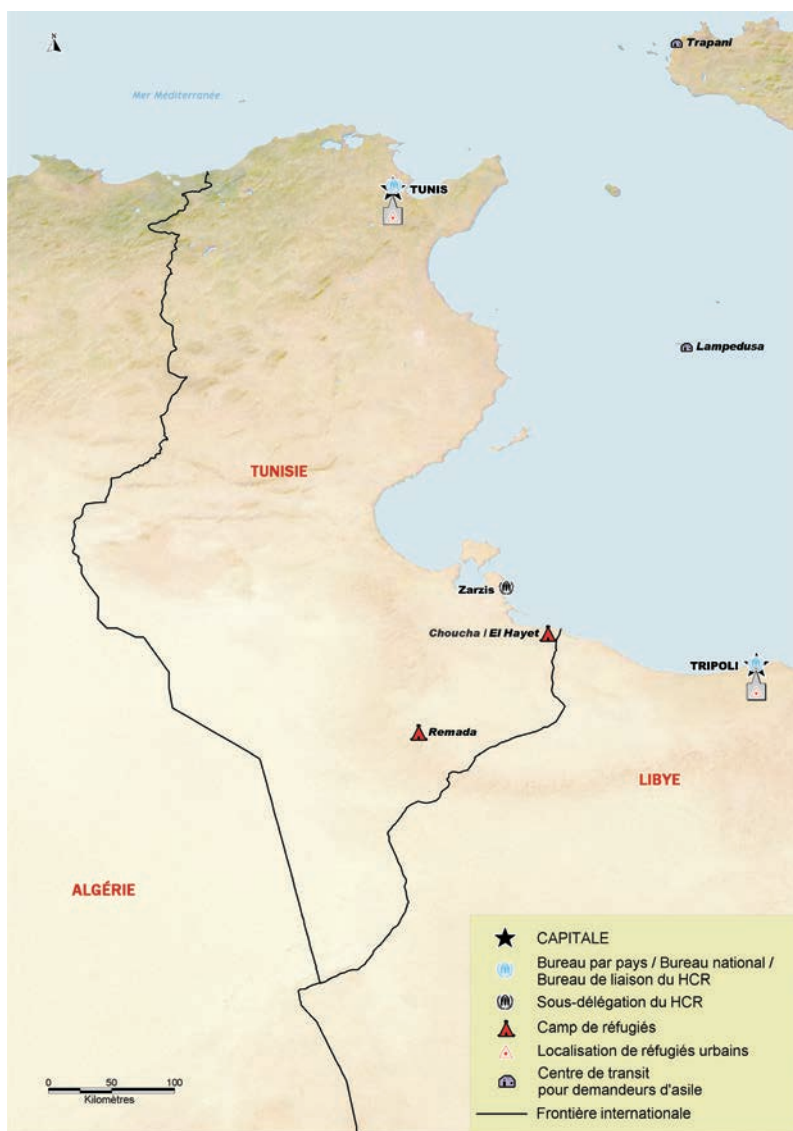 N
Trapani
Mer Méditerranée
TUNIS
Lampedusa
TUNISIE
Zarzis
Choucha / El Hayet
TRIPOLI
Remada
LIBYE
ALGÉRIE
CAPITALE
Bureau par pays / Bureau national /
Bureau de liaison du HCR
Sous-délégation du HCR
Camp de réfugiés
Localisation de réfugiés urbains
Centre de transit
pour demandeurs d'asile
Frontière internationale
0 50 100
Kilomètres